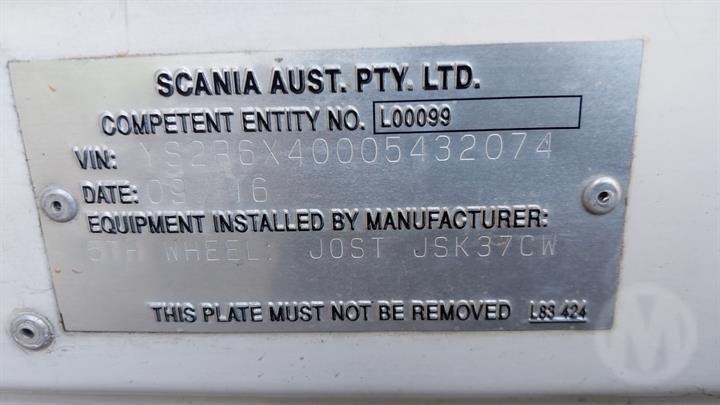 SCANIA AUST. PTY. LTD.
COMPETENT ENTITY NO. L00099
VIN: YS2R6X40005432074
DATE: 09 16
EQUIPMENT INSTALLED BY MANUFACTURER:
5TH WHEEL: JOST JSK37CW
THIS PLATE MUST NOT BE REMOVED L83 424
M